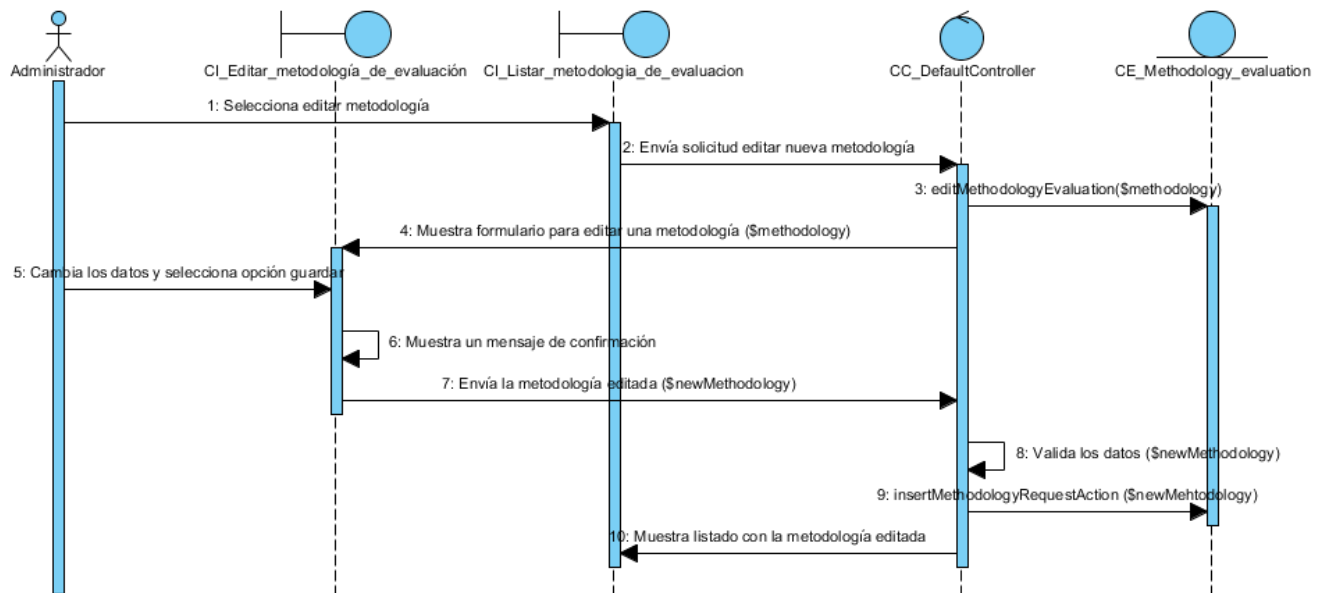 Administrador
CI_Editar_metodología_de_evaluación
CI_Listar_metodologia_de_evaluacion
CC_DefaultController
CE_Methodology_evaluation
1: Selecciona editar metodología
2: Envía solicitud editar nueva metodología
3: editMethodologyEvaluation($methodology)
4: Muestra formulario para editar una metodología ($methodology)
5: Cambia los datos y selecciona opción guardar
6: Muestra un mensaje de confirmación
7: Envía la metodología editada ($newMethodology)
8: Valida los datos ($newMethodology)
9: insertMethodologyRequestAction ($newMehtodology)
10: Muestra listado con la metodología editada